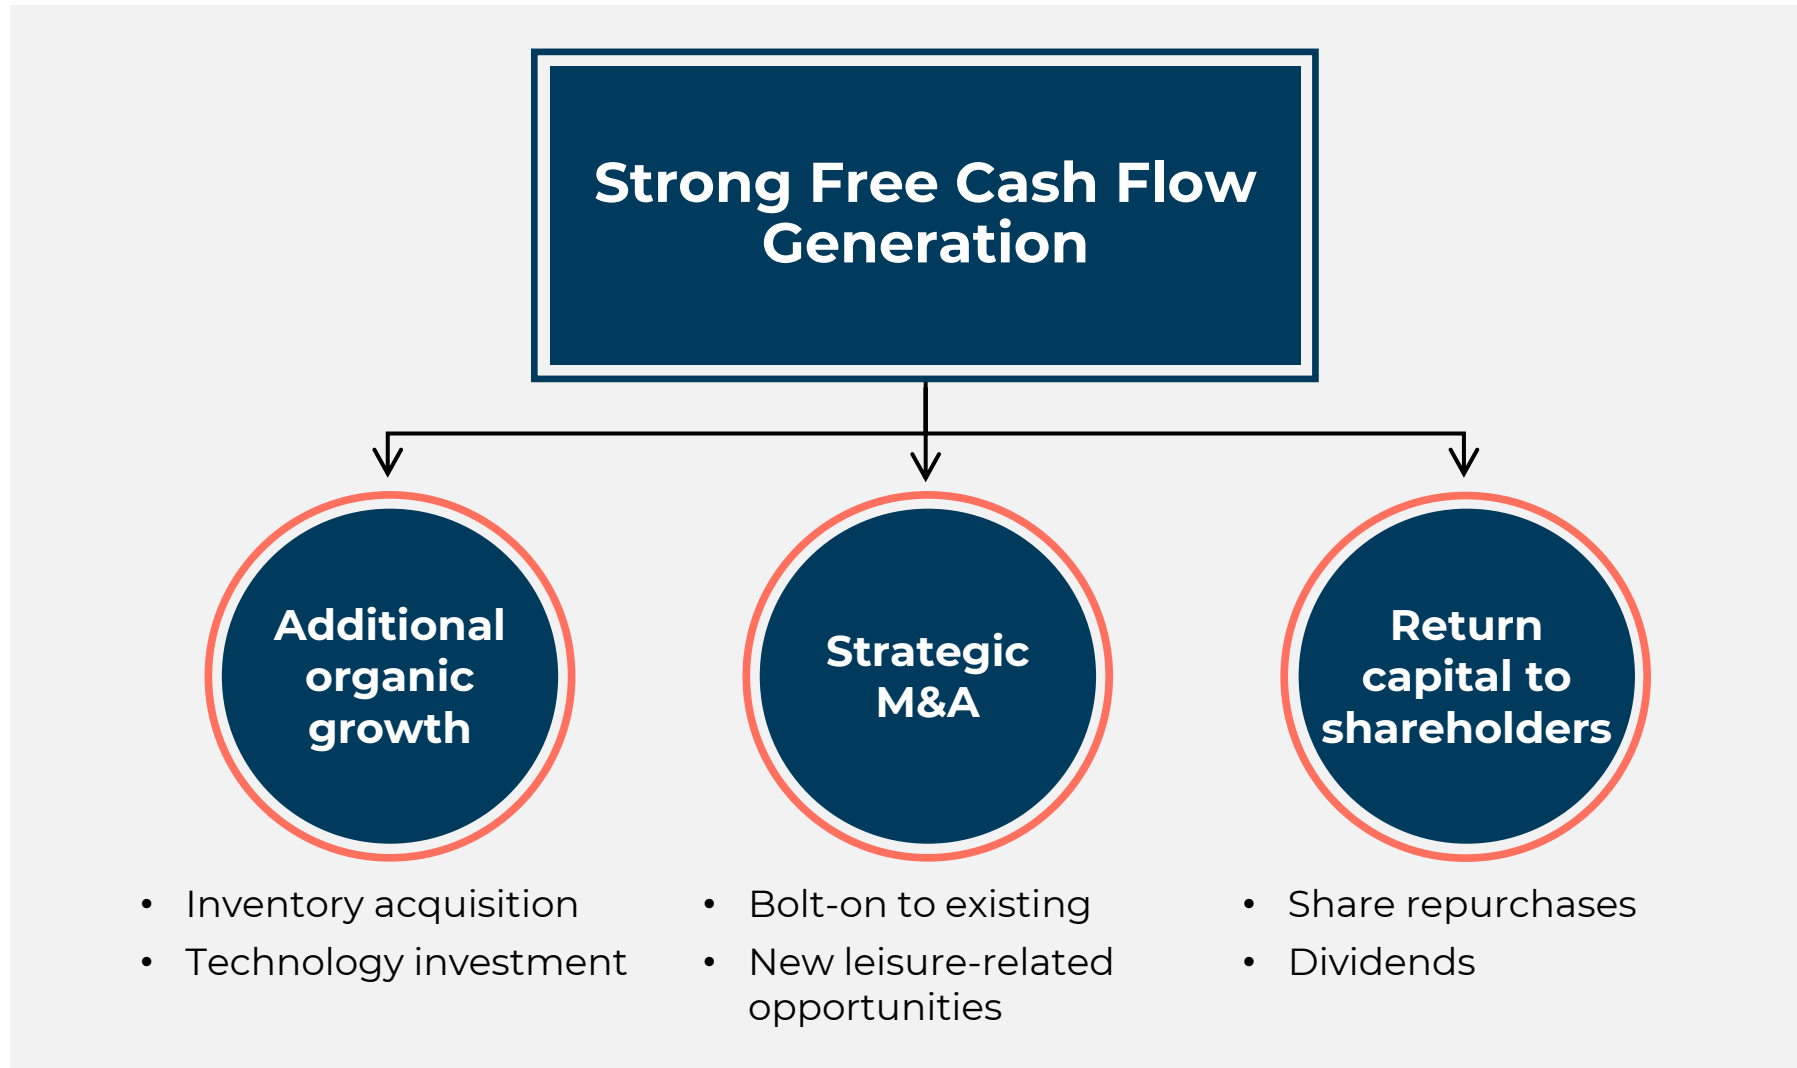 Strong Free Cash Flow
Generation
Additional
organic
growth
Strategic
M&A
Return
capital to
shareholders
• Inventory acquisition
• Technology investment
• Bolt-on to existing
• New leisure-related
opportunities
• Share repurchases
• Dividends